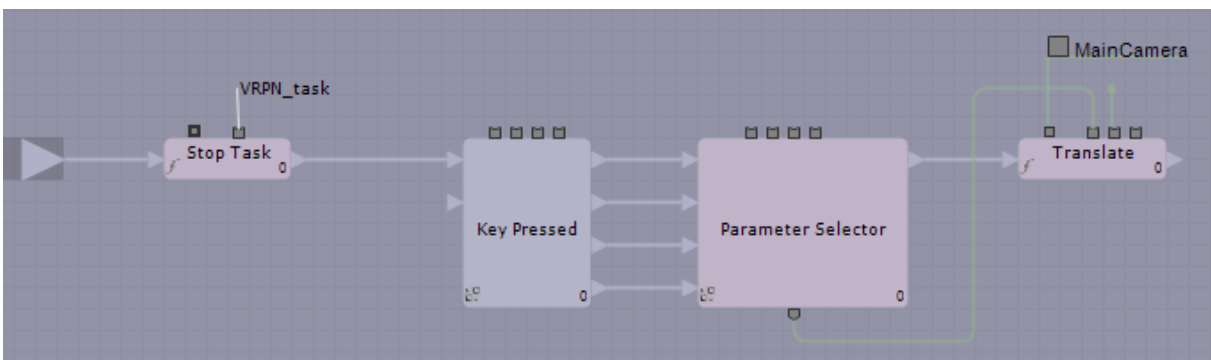 MainCamera
VRPN_task
Stop Task
0
Key Pressed
0
Parameter Selector
0
Translate
0